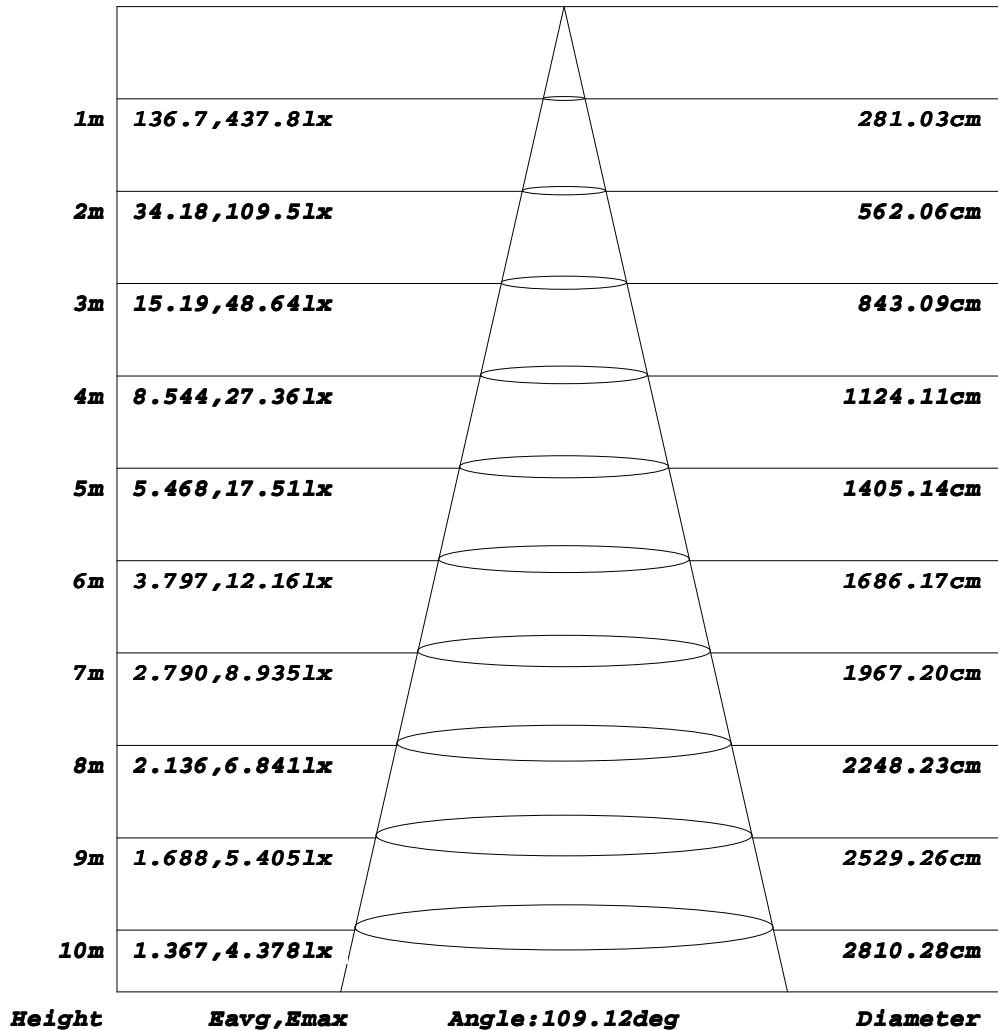 1m 136.7,437.8lx 281.03cm
2m 34.18,109.5lx 562.06cm
3m 15.19,48.64lx 843.09cm
4m 8.544,27.36lx 1124.11cm
5m 5.468,17.51lx 1405.14cm
6m 3.797,12.16lx 1686.17cm
7m 2.790,8.935lx 1967.20cm
8m 2.136,6.841lx 2248.23cm
9m 1.688,5.405lx 2529.26cm
10m 1.367,4.378lx 2810.28cm
Height Eavg,Emax Angle:109.12deg Diameter